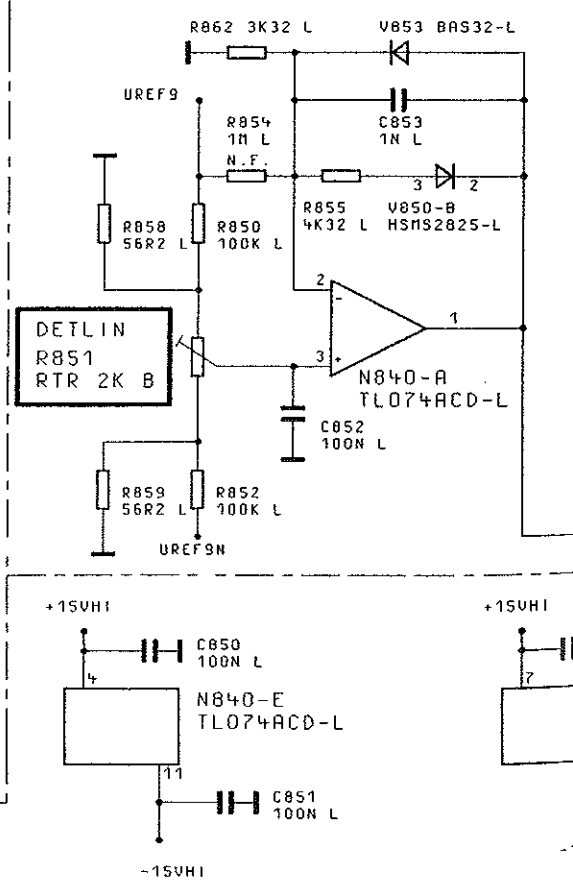 R862 3K32 L
V853 BAS32-L
UREF9
R854
1M L
N.F.
C853
1N L
3
2
R858
56R2 L
R850
100K L
R855
4K32 L
V850-B
HSMS2825-L
2
-
1
DETLIN
R851
RTR 2K B
3
+
N840-A
TL074ACD-L
C852
100N L
R859
56R2 L
R852
100K L
UREF9N
+15VHI
+15VHI
C850
100N L
4
7
N840-E
TL074ACD-L
11
C851
100N L
-15VHI